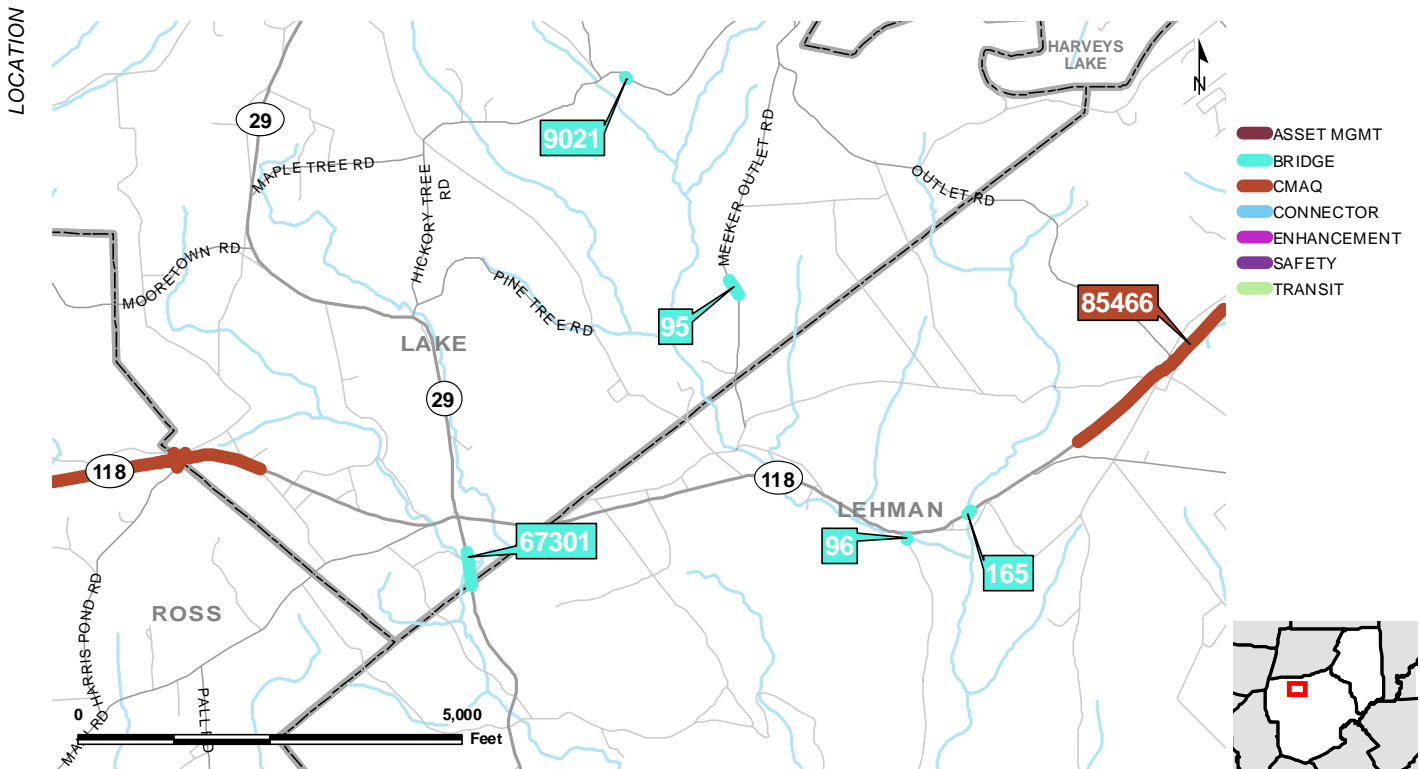 LOCATION
HARVEYS
LAKE
N
29
9021
MAPLE TREE RD
HICKORY TREE
RD
MEEKER OUTLET RD
OUTLET RD
MOORETOWN RD
PINE TREE RD
95
85466
LAKE
29
118
118
LEHMAN
67301
96
165
ROSS
HARRIS POND RD
0
5,000
Feet
ASSET MGMT
BRIDGE
CMAQ
CONNECTOR
ENHANCEMENT
SAFETY
TRANSIT